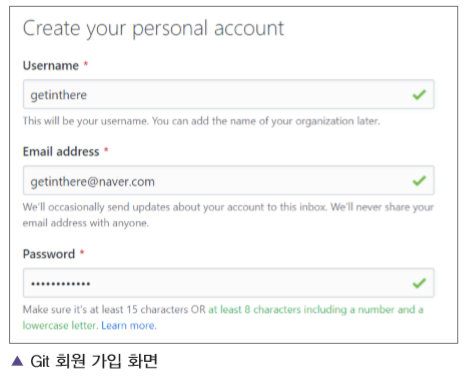 Create your personal account
Username *
getinthere
This will be your username. You can add the name of your organization later.
Email address *
getinthere@naver.com
We'll occasionally send updates about your account to this inbox. We'll never share your
email address with anyone.
Password *
••••••••••••
Make sure it's at least 15 characters OR at least 8 characters including a number and a
lowercase letter. Learn more.
▲ Git 회원 가입 화면